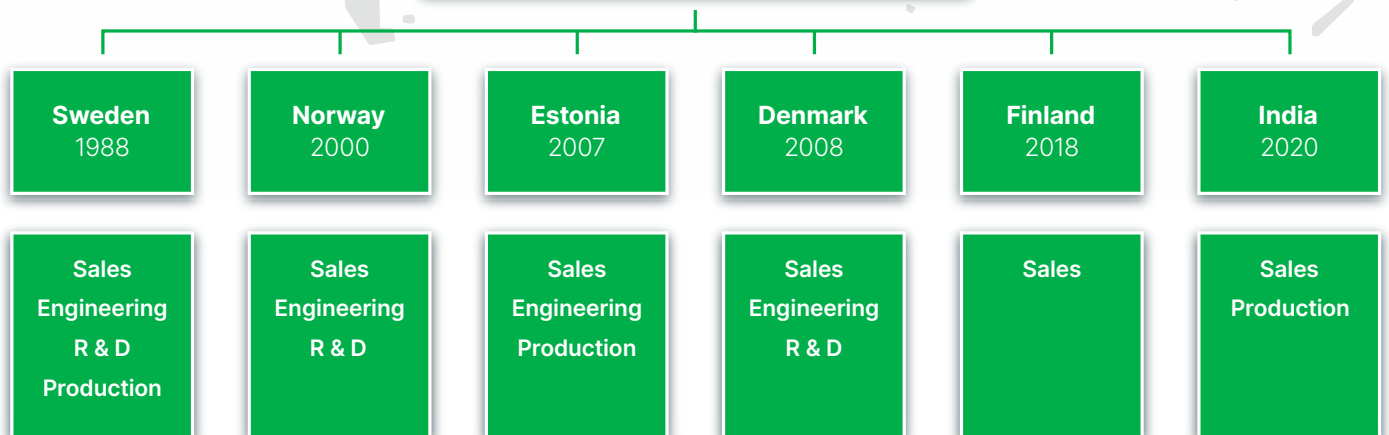 Sweden
1988
Norway
2000
Estonia
2007
Denmark
2008
Finland
2018
India
2020
Sales
Engineering
R & D
Production
Sales
Engineering
R & D
Sales
Engineering
Production
Sales
Engineering
R & D
Sales
Sales
Production